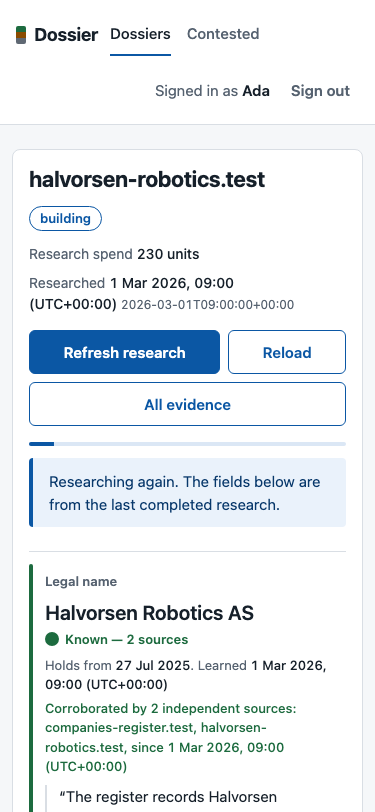 Dossier Dossiers Contested
Signed in as Ada Sign out
halvorsen-robotics.test
building
Research spend 230 units
Researched 1 Mar 2026, 09:00
(UTC+00:00) 2026-03-01T09:00:00+00:00
Refresh research Reload
All evidence
Researching again. The fields below are
from the last completed research.
Legal name
Halvorsen Robotics AS
Known — 2 sources
Holds from 27 Jul 2025. Learned 1 Mar 2026,
09:00 (UTC+00:00)
Corroborated by 2 independent sources:
companies-register.test, halvorsen-
robotics.test, since 1 Mar 2026, 09:00
(UTC+00:00)
“The register records Halvorsen